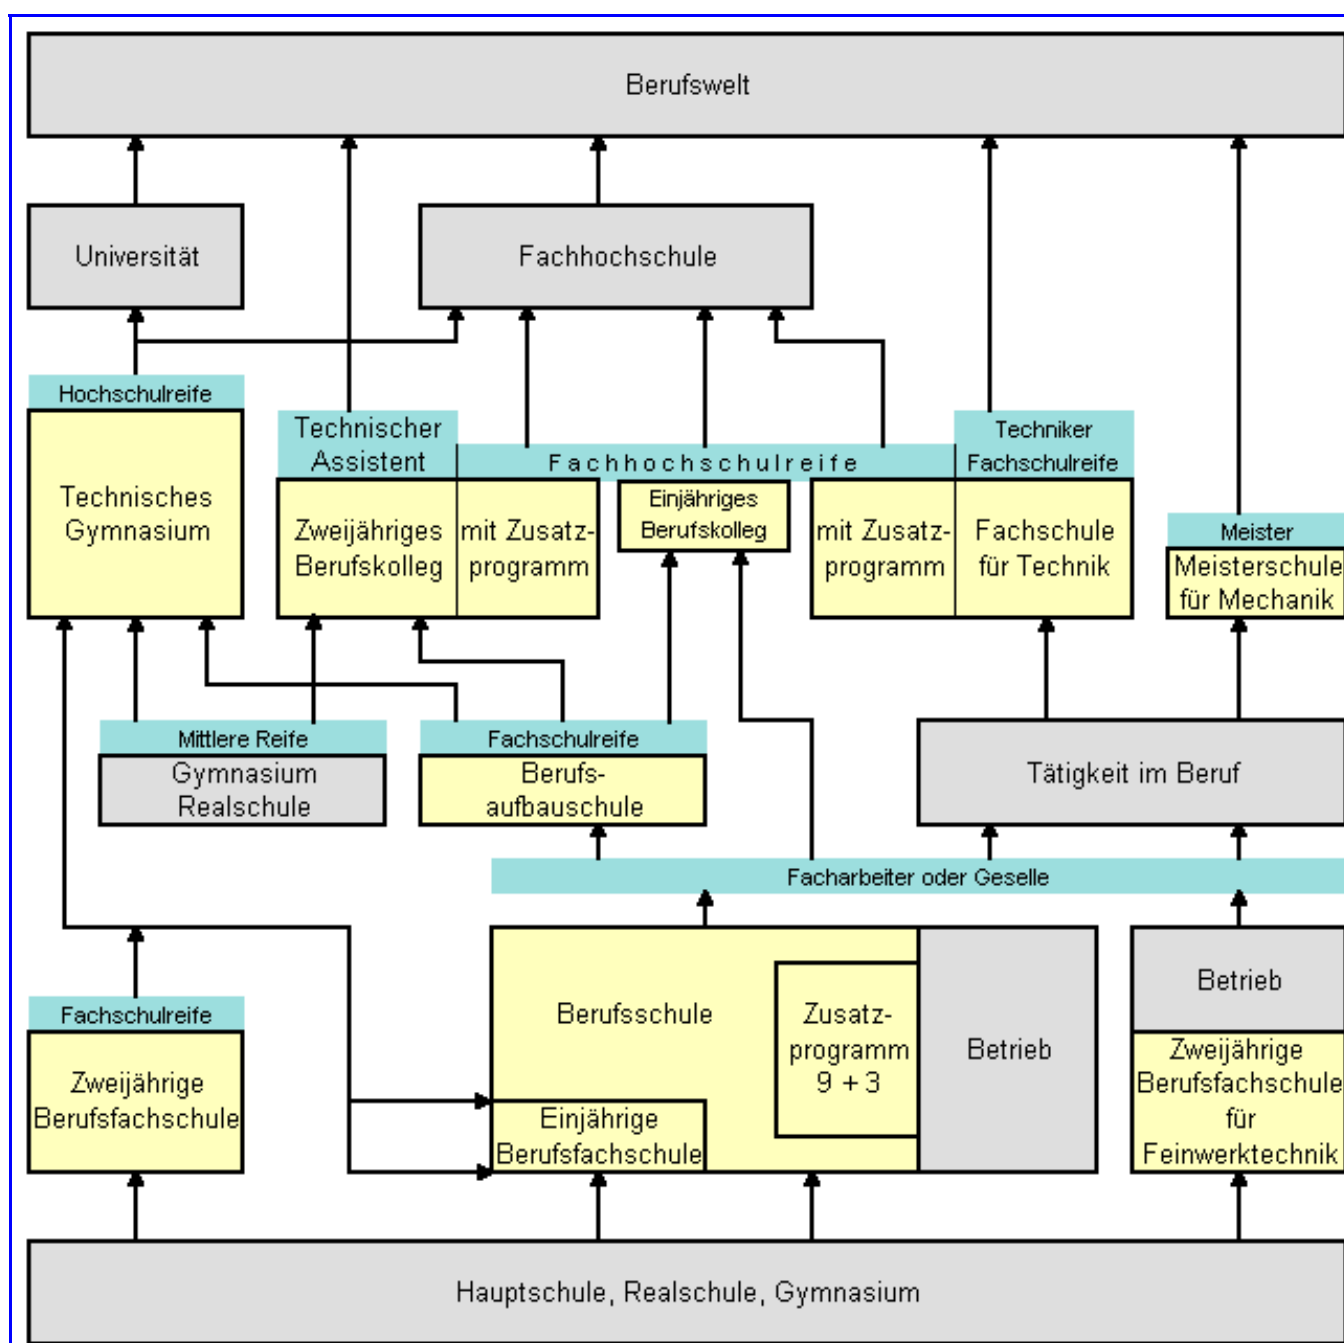 Berufswelt
Universität
Fachhochschule
Hochschulreife
Technisches
Gymnasium
Technischer
Assistent
Fachhochschulreife
Techniker
Fachschulreife
Zweijähriges
Berufskolleg
mit Zusatz-
programm
Einjähriges
Berufskolleg
mit Zusatz-
programm
Fachschule
für Technik
Meister
Meisterschule
für Mechanik
Mittlere Reife
Gymnasium
Realschule
Fachschulreife
Berufs-
aufbauschule
Tätigkeit im Beruf
Facharbeiter oder Geselle
Fachschulreife
Zweijährige
Berufsfachschule
Berufsschule
Einjährige
Berufsfachschule
Zusatz-
programm
9 + 3
Betrieb
Betrieb
Zweijährige
Berufsfachschule
für
Feinwerktechnik
Hauptschule, Realschule, Gymnasium